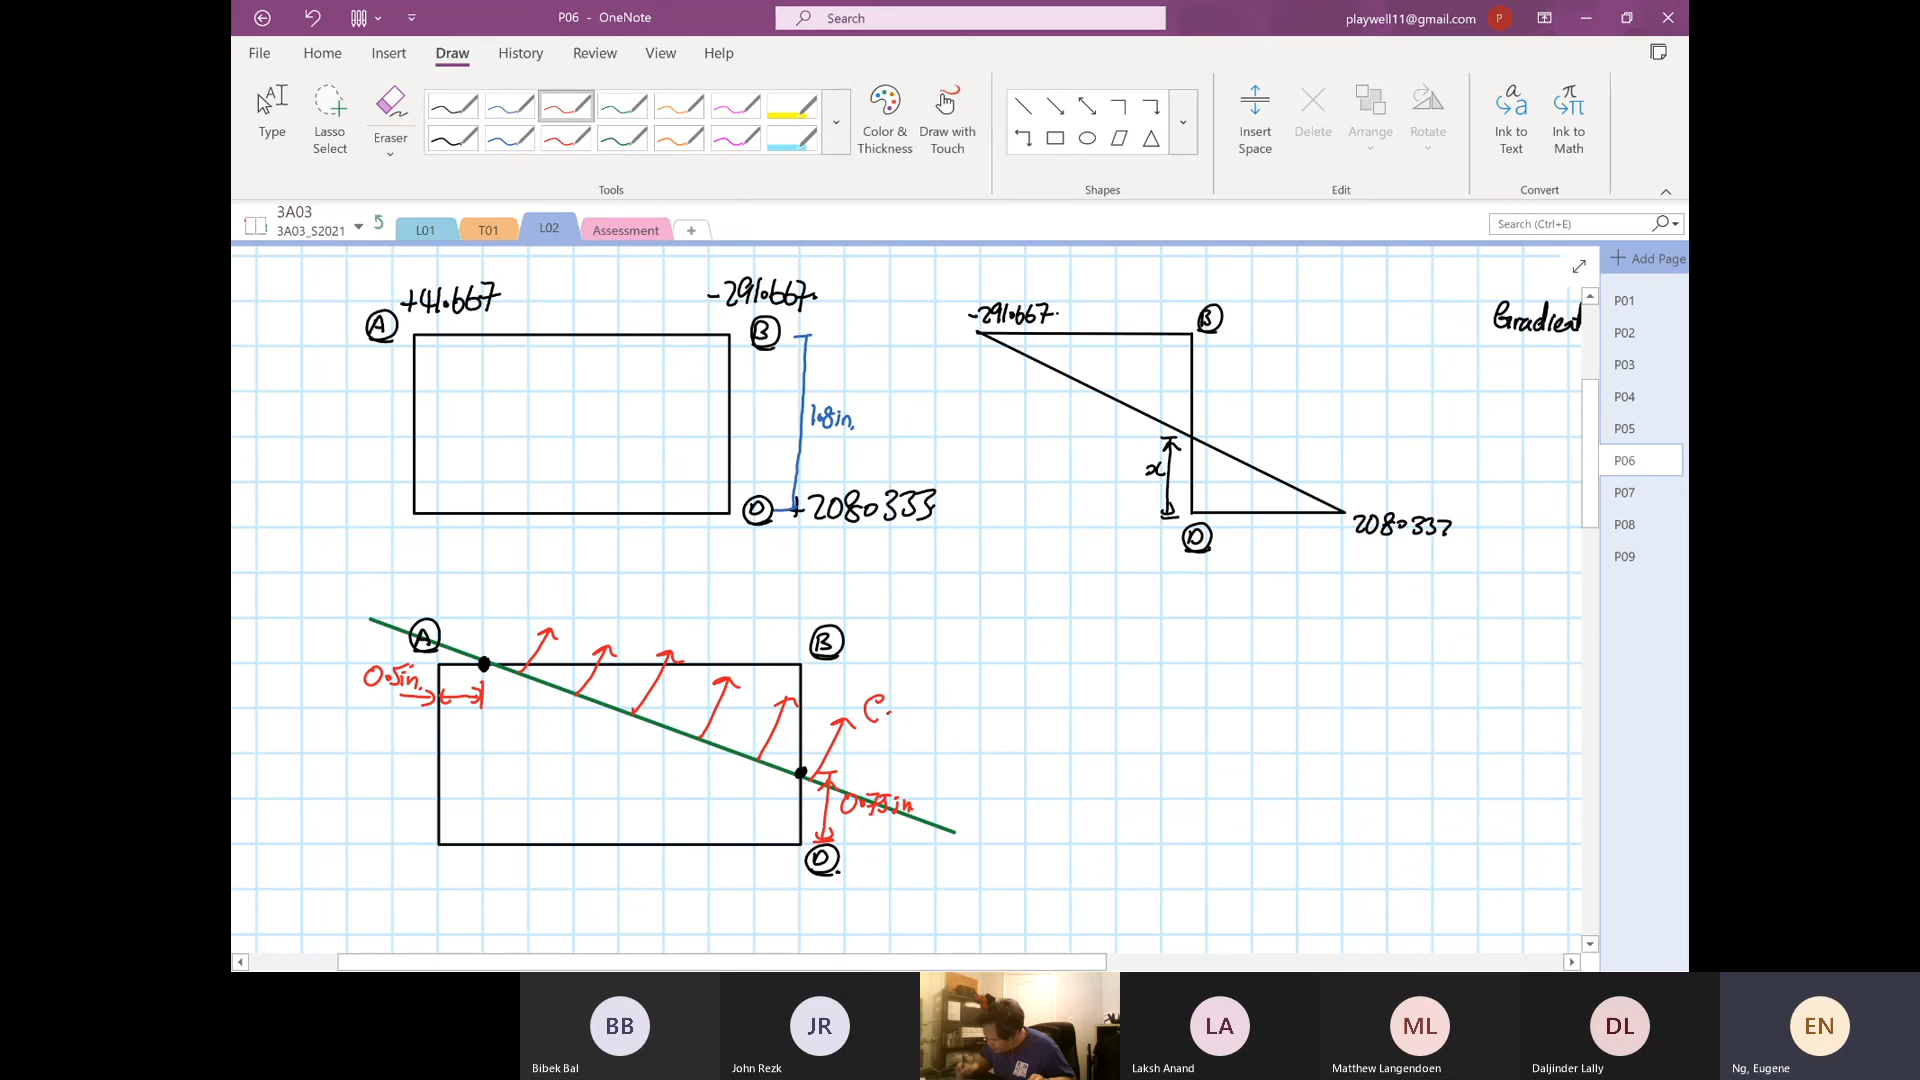 P06 - OneNote
Search
playwell11@gmail.com
P
File Home Insert Draw History Review View Help
Type
Lasso Select
Eraser
Color & Thickness
Draw with Touch
Insert Space
Delete
Arrange
Rotate
Ink to Text
Ink to Math
Tools
Shapes
Edit
Convert
3A03
3A03_S2021
L01
T01
L02
Assessment
Search (Ctrl+E)
Add Page
P01
P02
P03
P04
P05
P06
P07
P08
P09
+41.667
-291.667.
A
B
1.8in.
D
+208.333
-291.667.
B
x
D
208.333
Gradient
A
B
0.5in.
C.
0.75in
D.
BB
JR
LA
ML
DL
EN
Bibek Bal
John Rezk
Laksh Anand
Matthew Langendoen
Daljinder Lally
Ng, Eugene